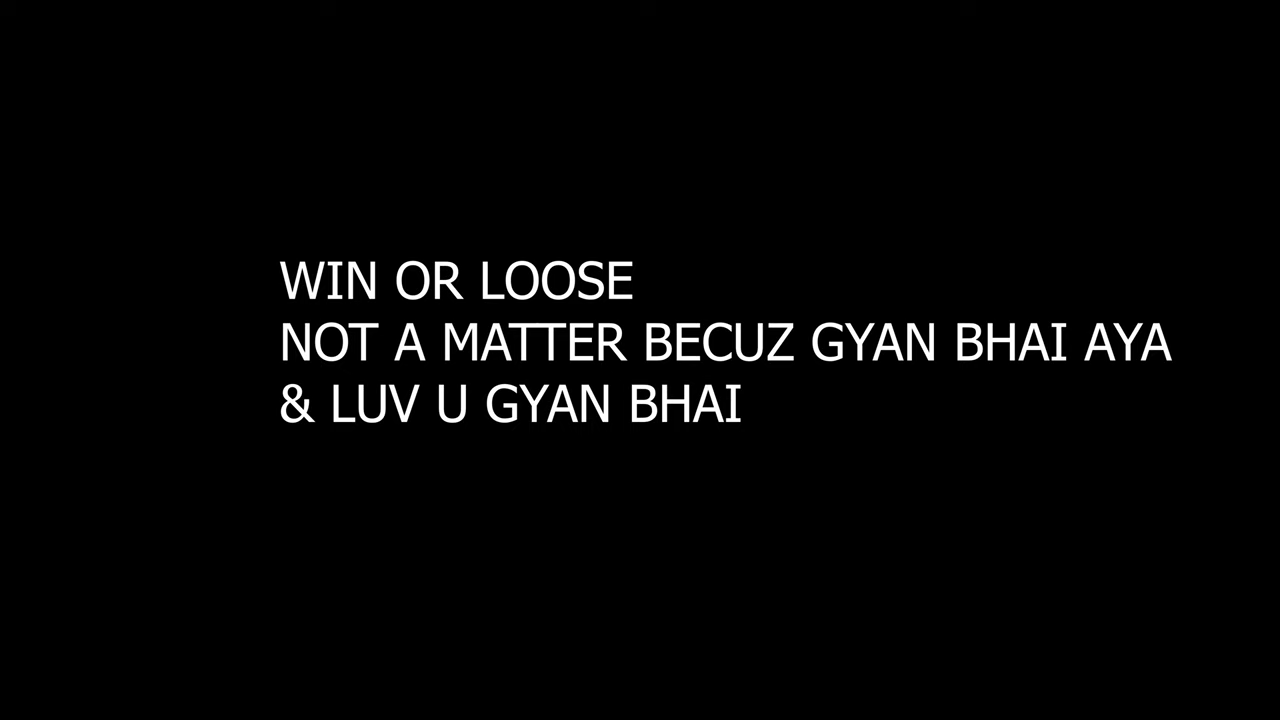 WIN OR LOOSE
NOT A MATTER BECUZ GYAN BHAI AYA
& LUV U GYAN BHAI